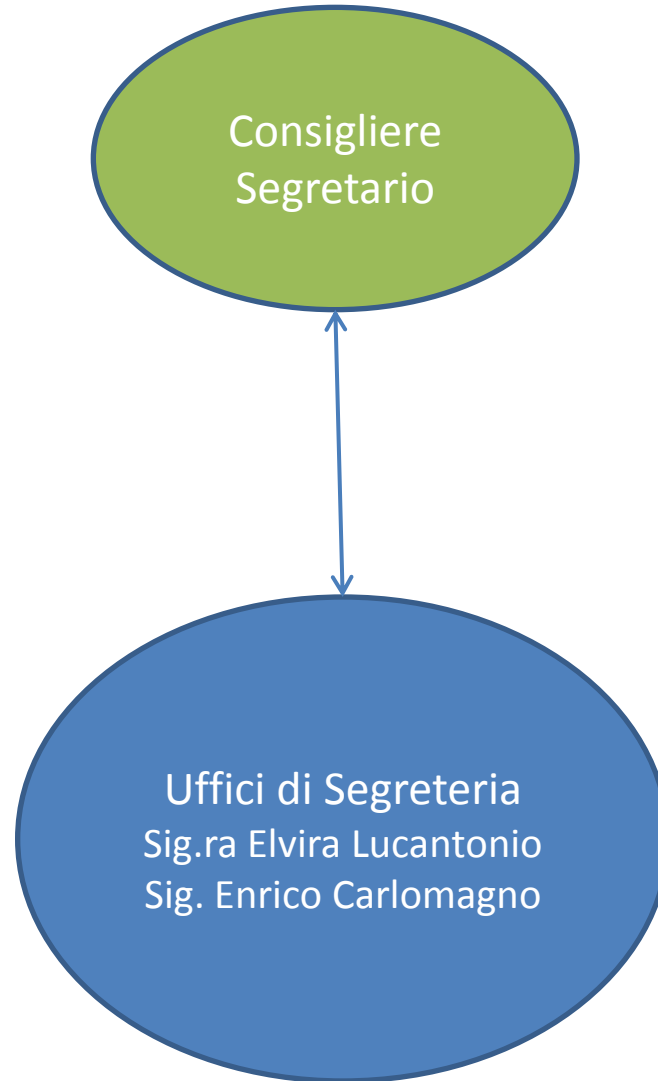 Consigliere
Segretario
Uffici di Segreteria
Sig.ra Elvira Lucantonio
Sig. Enrico Carlomagno